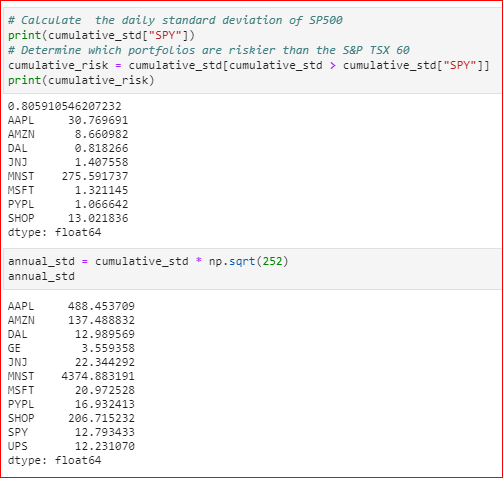 # Calculate  the daily standard deviation of SP500
print(cumulative_std["SPY"])
# Determine which portfolios are riskier than the S&P TSX 60
cumulative_risk = cumulative_std[cumulative_std > cumulative_std["SPY"]]
print(cumulative_risk)
0.805910546207232
AAPL     30.769691
AMZN      8.660982
DAL       0.818266
JNJ       1.407558
MNST    275.591737
MSFT      1.321145
PYPL      1.066642
SHOP     13.021836
dtype: float64
annual_std = cumulative_std * np.sqrt(252)
annual_std
AAPL     488.453709
AMZN     137.488832
DAL       12.989569
GE         3.559358
JNJ       22.344292
MNST    4374.883191
MSFT      20.972528
PYPL      16.932413
SHOP     206.715232
SPY       12.793433
UPS       12.231070
dtype: float64